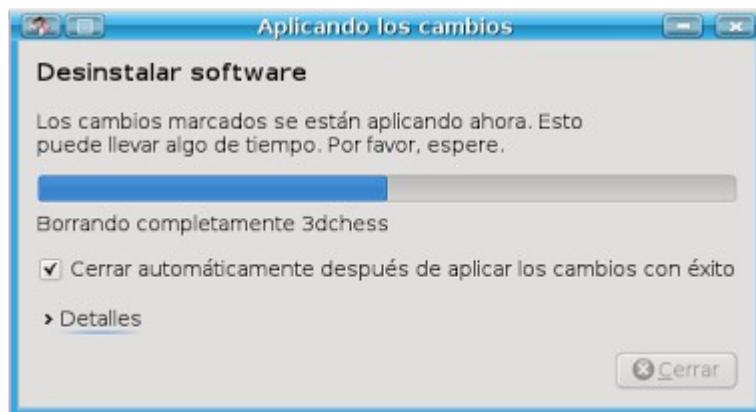 Aplicando los cambios
Desinstalar software
Los cambios marcados se están aplicando ahora. Esto
puede llevar algo de tiempo. Por favor, espere.
Borrando completamente 3dchess
Cerrar automáticamente después de aplicar los cambios con éxito
Detalles
Cerrar